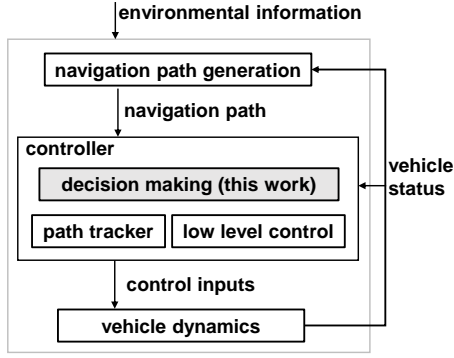 environmental information
navigation path generation
navigation path
controller
decision making (this work)
vehicle
status
path tracker
low level control
control inputs
vehicle dynamics